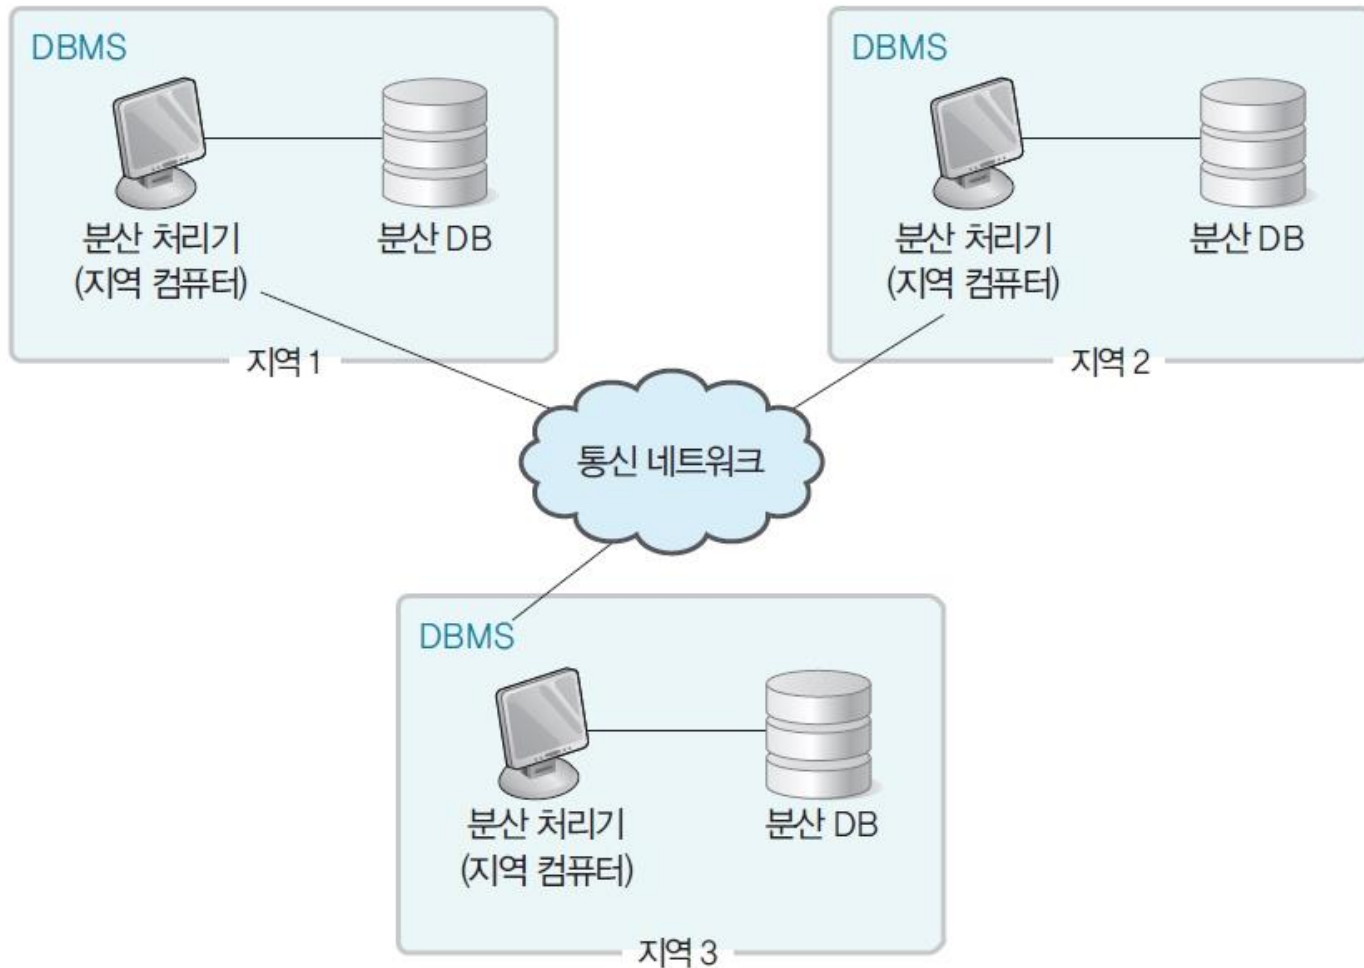 DBMS
분산 처리기
(지역 컴퓨터)
분산 DB
지역 1
DBMS
분산 처리기
(지역 컴퓨터)
분산 DB
지역 2
통신 네트워크
DBMS
분산 처리기
(지역 컴퓨터)
분산 DB
지역 3